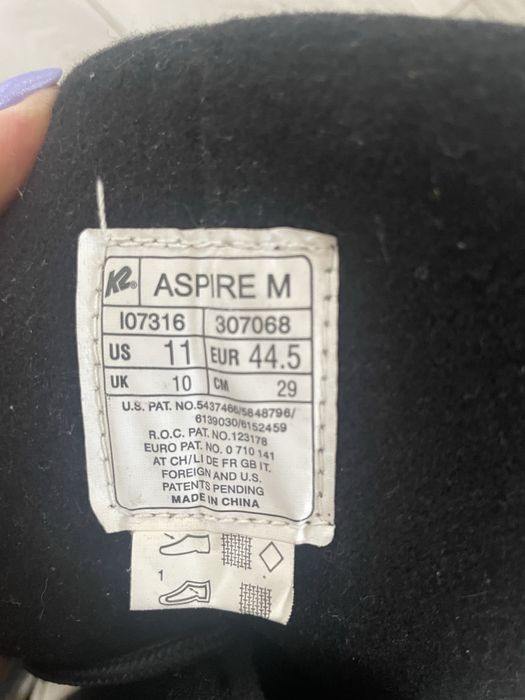 K2® ASPIRE M
I07316 307068
US 11 EUR 44.5
UK 10 CM 29
U.S. PAT. NO.5437466/5848796/
6139030/6152459
R.O.C. PAT. NO.123178
EURO PAT. NO. 0 710 141
AT CH/LI DE FR GB IT.
FOREIGN AND U.S.
PATENTS PENDING
MADE IN CHINA
1